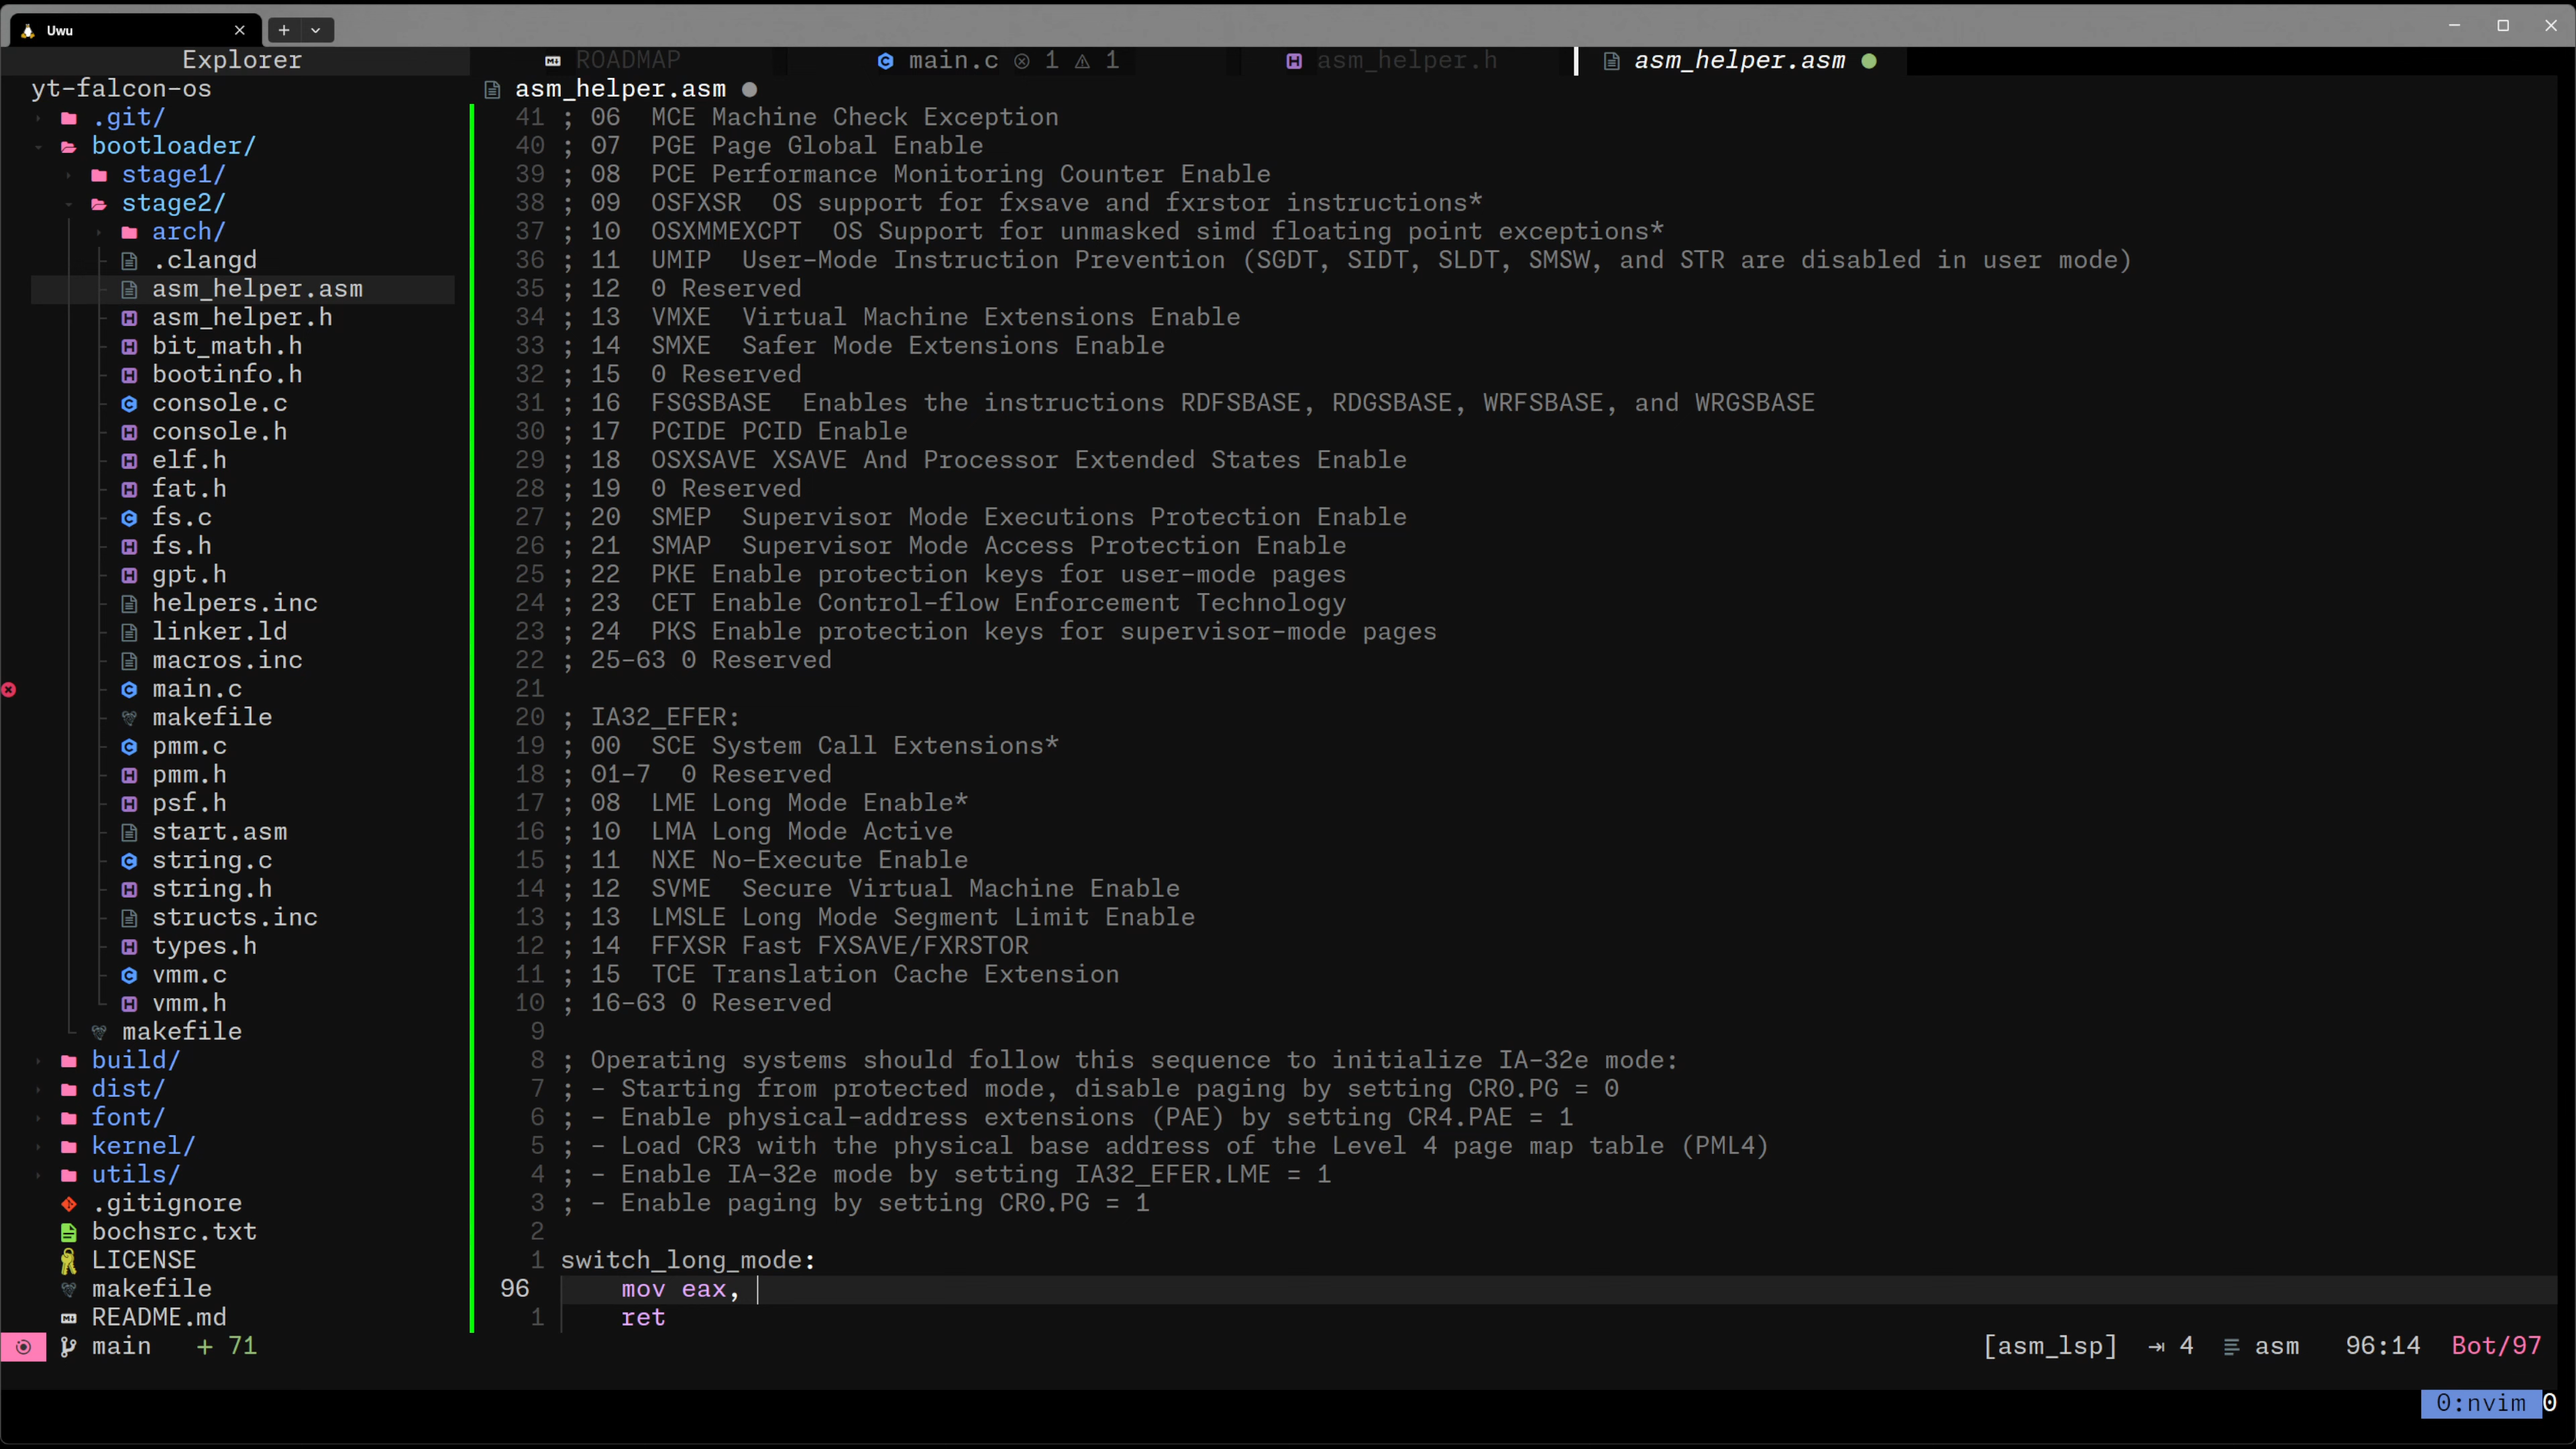 Uwu
Explorer
ROADMAP
main.c 1 1
asm_helper.h
asm_helper.asm
yt-falcon-os
.git/
bootloader/
stage1/
stage2/
arch/
.clangd
asm_helper.asm
asm_helper.h
bit_math.h
bootinfo.h
console.c
console.h
elf.h
fat.h
fs.c
fs.h
gpt.h
helpers.inc
linker.ld
macros.inc
main.c
makefile
pmm.c
pmm.h
psf.h
start.asm
string.c
string.h
structs.inc
types.h
vmm.c
vmm.h
makefile
build/
dist/
font/
kernel/
utils/
.gitignore
bochsrc.txt
LICENSE
makefile
README.md
asm_helper.asm
41 ; 06  MCE Machine Check Exception
40 ; 07  PGE Page Global Enable
39 ; 08  PCE Performance Monitoring Counter Enable
38 ; 09  OSFXSR  OS support for fxsave and fxrstor instructions*
37 ; 10  OSXMMEXCPT  OS Support for unmasked simd floating point exceptions*
36 ; 11  UMIP  User-Mode Instruction Prevention (SGDT, SIDT, SLDT, SMSW, and STR are disabled in user mode)
35 ; 12  0 Reserved
34 ; 13  VMXE  Virtual Machine Extensions Enable
33 ; 14  SMXE  Safer Mode Extensions Enable
32 ; 15  0 Reserved
31 ; 16  FSGSBASE  Enables the instructions RDFSBASE, RDGSBASE, WRFSBASE, and WRGSBASE
30 ; 17  PCIDE PCID Enable
29 ; 18  OSXSAVE XSAVE And Processor Extended States Enable
28 ; 19  0 Reserved
27 ; 20  SMEP  Supervisor Mode Executions Protection Enable
26 ; 21  SMAP  Supervisor Mode Access Protection Enable
25 ; 22  PKE Enable protection keys for user-mode pages
24 ; 23  CET Enable Control-flow Enforcement Technology
23 ; 24  PKS Enable protection keys for supervisor-mode pages
22 ; 25-63 0 Reserved
21
20 ; IA32_EFER:
19 ; 00  SCE System Call Extensions*
18 ; 01-7  0 Reserved
17 ; 08  LME Long Mode Enable*
16 ; 10  LMA Long Mode Active
15 ; 11  NXE No-Execute Enable
14 ; 12  SVME  Secure Virtual Machine Enable
13 ; 13  LMSLE Long Mode Segment Limit Enable
12 ; 14  FFXSR Fast FXSAVE/FXRSTOR
11 ; 15  TCE Translation Cache Extension
10 ; 16-63 0 Reserved
9
8 ; Operating systems should follow this sequence to initialize IA-32e mode:
7 ; - Starting from protected mode, disable paging by setting CR0.PG = 0
6 ; - Enable physical-address extensions (PAE) by setting CR4.PAE = 1
5 ; - Load CR3 with the physical base address of the Level 4 page map table (PML4)
4 ; - Enable IA-32e mode by setting IA32_EFER.LME = 1
3 ; - Enable paging by setting CR0.PG = 1
2
1 switch_long_mode:
96 mov eax,
1 ret
main + 71
[asm_lsp] ⇥ 4 asm 96:14 Bot/97
0:nvim 0